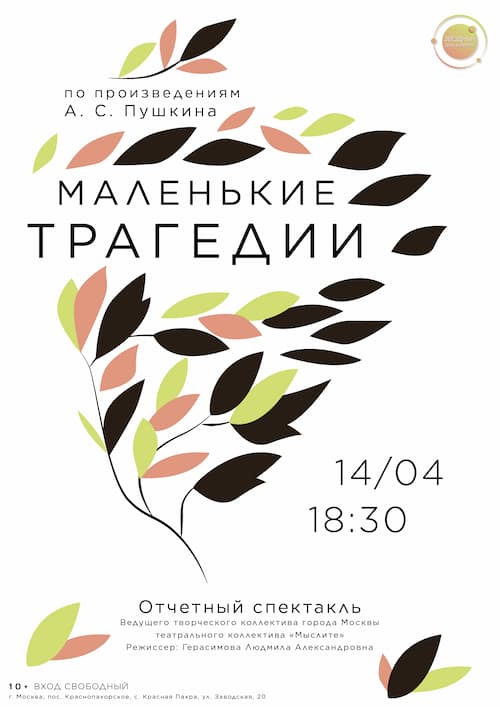 по произведениям
А. С. Пушкина
МАЛЕНЬКИЕ
ТРАГЕДИИ
14/04
18:30
Отчетный спектакль
Ведущего творческого коллектива города Москвы
театрального коллектива «Мыслите»
Режиссер: Герасимова Людмила Александровна
10+ ВХОД СВОБОДНЫЙ
г. Москва, пос. Краснопахорское, с. Красная Пахра, ул. Заводская, 20